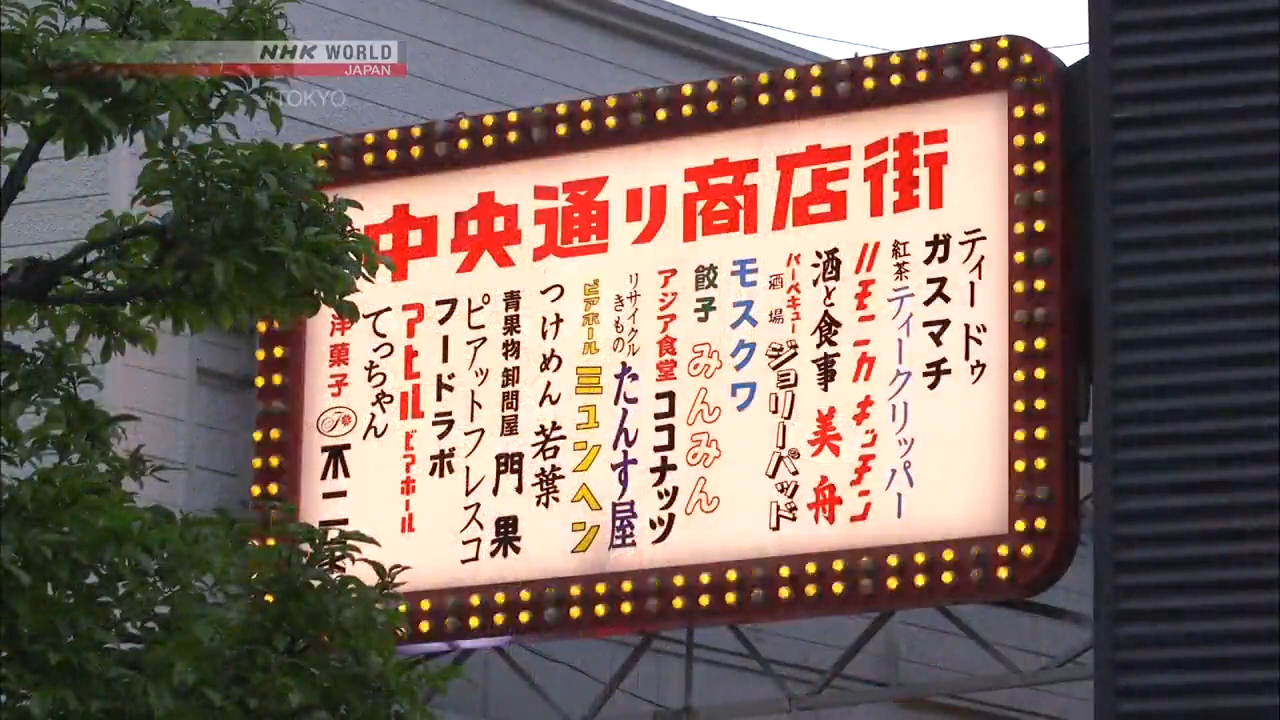 NHK WORLD
JAPAN
#TOKYO
中央通り商店街
ティードゥ
ガスマチ
紅茶 ティークリッパー
ハモニカキッチン
酒と食事 美舟
バーベキュー
酒場 ジョリーパッド
モスクワ
餃子 みんみん
アジア食堂 ココナッツ
リサイクル
きもの たんす屋
ビアホール ミュンヘン
つけめん 若葉
青果物卸問屋 門果
ピアットフレスコ
フードラボ
アヒルビアホール
てっちゃん
洋菓子 不二家